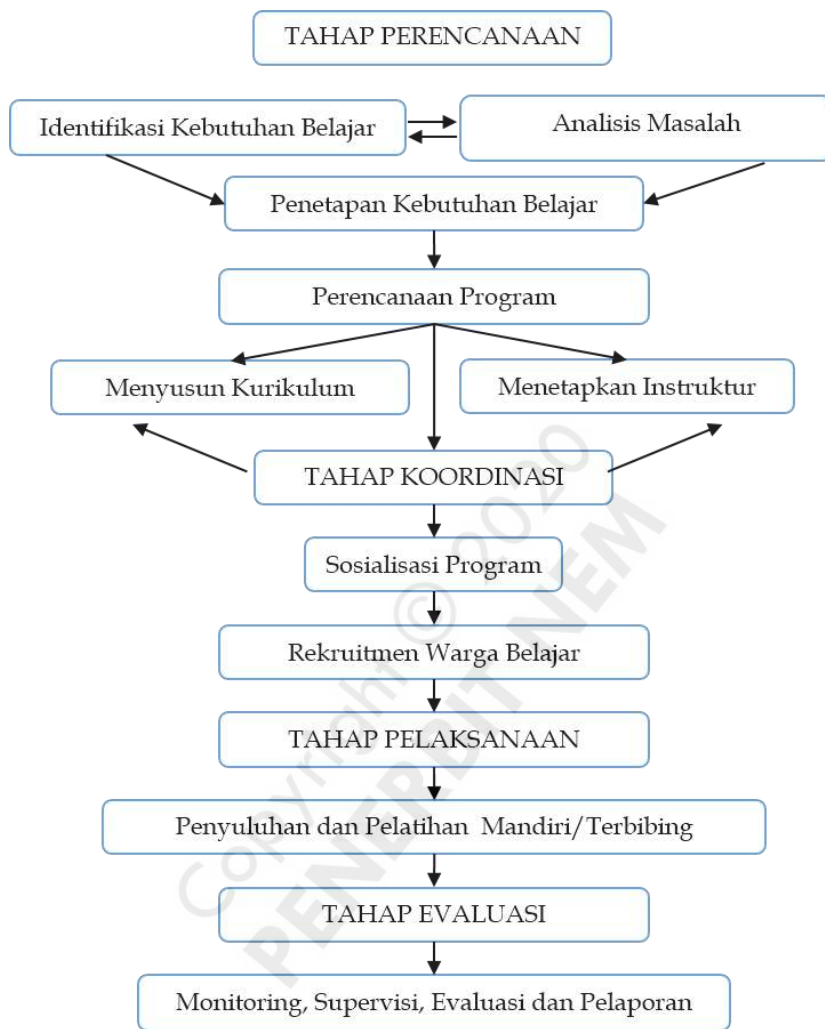 TAHAP PERENCANAAN
Identifikasi Kebutuhan Belajar
Analisis Masalah
Penetapan Kebutuhan Belajar
Perencanaan Program
Menyusun Kurikulum
Menetapkan Instruktur
TAHAP KOORDINASI
Sosialisasi Program
Rekruitmen Warga Belajar
TAHAP PELAKSANAAN
Penyuluhan dan Pelatihan Mandiri/Terbibing
TAHAP EVALUASI
Monitoring, Supervisi, Evaluasi dan Pelaporan
Copyright © 2020
PENERBIT NEM